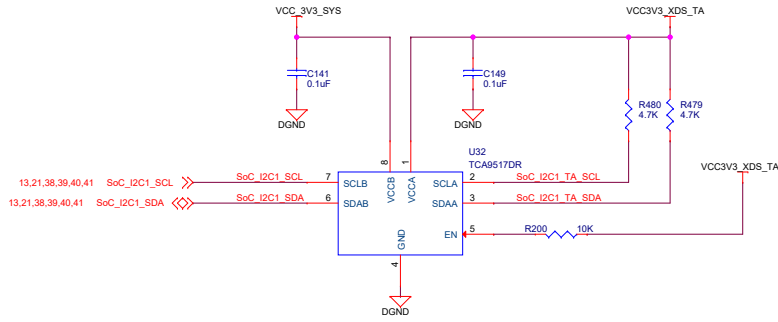 VCC_3V3_SYS
VCC3V3_XDS_TA
C141
0.1uF
C149
0.1uF
R480
4.7K
R479
4.7K
DGND
DGND
U32
TCA9517DR
VCC3V3_XDS_TA
8
1
13,21,38,39,40,41 SoC_I2C1_SCL
SoC_I2C1_SCL
7
SCLB
VCCB
VCCA
SCLA
2
SoC_I2C1_TA_SCL
13,21,38,39,40,41 SoC_I2C1_SDA
SoC_I2C1_SDA
6
SDAB
SDAA
3
SoC_I2C1_TA_SDA
GND
EN
5
R200
10K
4
DGND